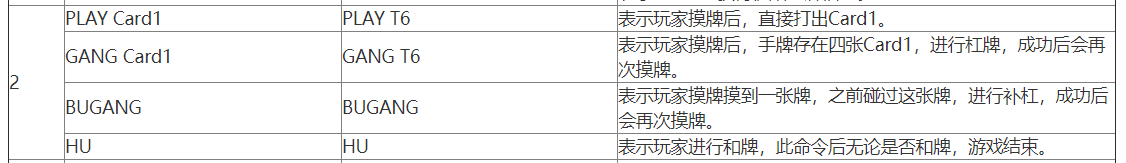 PLAY Card1 PLAY T6 表示玩家摸牌后，直接打出Card1。
2
GANG Card1 GANG T6 表示玩家摸牌后，手牌存在四张Card1，进行杠牌，成功后会再
次摸牌。
BUGANG BUGANG 表示玩家摸牌摸到一张牌，之前碰过这张牌，进行补杠，成功后
会再次摸牌。
HU HU 表示玩家进行和牌，此命令后无论是否和牌，游戏结束。